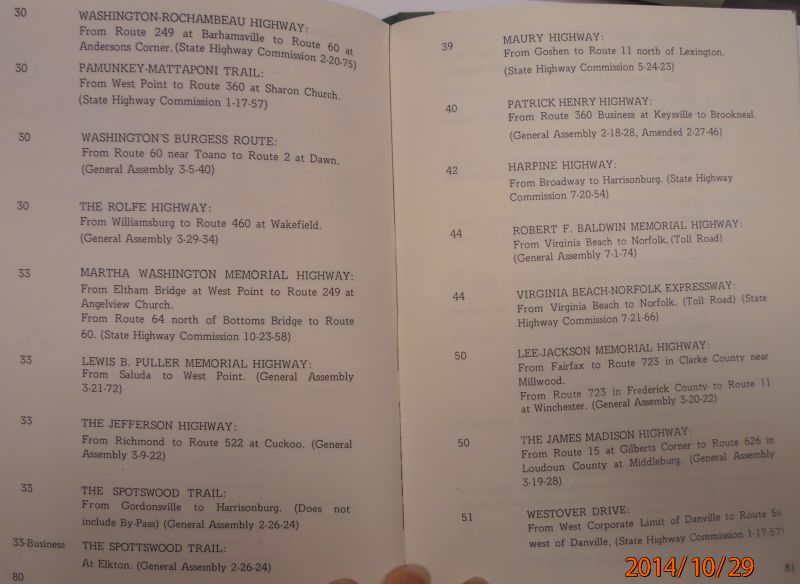 30 WASHINGTON-ROCHAMBEAU HIGHWAY:
From Route 249 at Barhamsville to Route 60 at
Andersons Corner. (State Highway Commission 2-20-75)
30 PAMUNKEY-MATTAPONI TRAIL:
From West Point to Route 360 at Sharon Church.
(State Highway Commission 1-17-57)
30 WASHINGTON'S BURGESS ROUTE:
From Route 60 near Toano to Route 2 at Dawn.
(General Assembly 3-5-40)
30 THE ROLFE HIGHWAY:
From Williamsburg to Route 460 at Wakefield.
(General Assembly 3-29-34)
33 MARTHA WASHINGTON MEMORIAL HIGHWAY:
From Eltham Bridge at West Point to Route 249 at
Angelview Church.
From Route 64 north of Bottoms Bridge to Route
60. (State Highway Commission 10-23-58)
33 LEWIS B. PULLER MEMORIAL HIGHWAY:
From Saluda to West Point. (General Assembly
3-21-72)
33 THE JEFFERSON HIGHWAY:
From Richmond to Route 522 at Cuckoo. (General
Assembly 3-9-22)
33 THE SPOTSWOOD TRAIL:
From Gordonsville to Harrisonburg. (Does not
include By-Pass) (General Assembly 2-26-24)
33-Business THE SPOTTSWOOD TRAIL:
At Elkton. (General Assembly 2-26-24)
80
39 MAURY HIGHWAY:
From Goshen to Route 11 north of Lexington.
(State Highway Commission 5-24-23)
40 PATRICK HENRY HIGHWAY:
From Route 360 Business at Keysville to Brookneal.
(General Assembly 2-18-28, Amended 2-27-46)
42 HARPINE HIGHWAY:
From Broadway to Harrisonburg. (State Highway
Commission 7-20-54)
44 ROBERT F. BALDWIN MEMORIAL HIGHWAY:
From Virginia Beach to Norfolk. (Toll Road)
(General Assembly 7-1-74)
44 VIRGINIA BEACH-NORFOLK EXPRESSWAY:
From Virginia Beach to Norfolk. (Toll Road) (State
Highway Commission 7-21-66)
50 LEE-JACKSON MEMORIAL HIGHWAY:
From Fairfax to Route 723 in Clarke County near
Millwood.
From Route 723 in Frederick County to Route 11
at Winchester. (General Assembly 3-20-22)
50 THE JAMES MADISON HIGHWAY:
From Route 15 at Gilberts Corner to Route 626 in
Loudoun County at Middleburg. (General Assembly
3-19-28)
51 WESTOVER DRIVE:
From West Corporate Limit of Danville to Route 58
west of Danville, (State Highway Commission 1-17-57)
81
2014/10/29